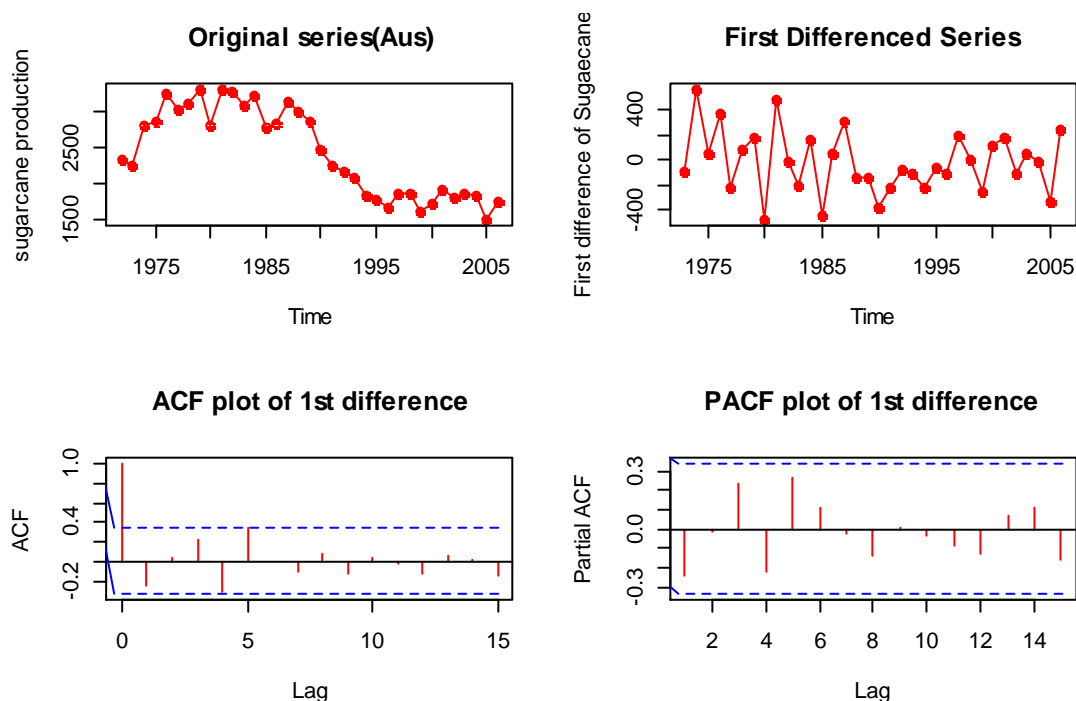 Original series(Aus)
sugarcane production
1500 2500
1975 1985 1995 2005
Time
First Differenced Series
First difference of Sugaecane
-400 0 400
1975 1985 1995 2005
Time
ACF plot of 1st difference
ACF
-0.2 0.4 1.0
0 5 10 15
Lag
PACF plot of 1st difference
Partial ACF
-0.3 0.0 0.3
2 4 6 8 10 12 14
Lag